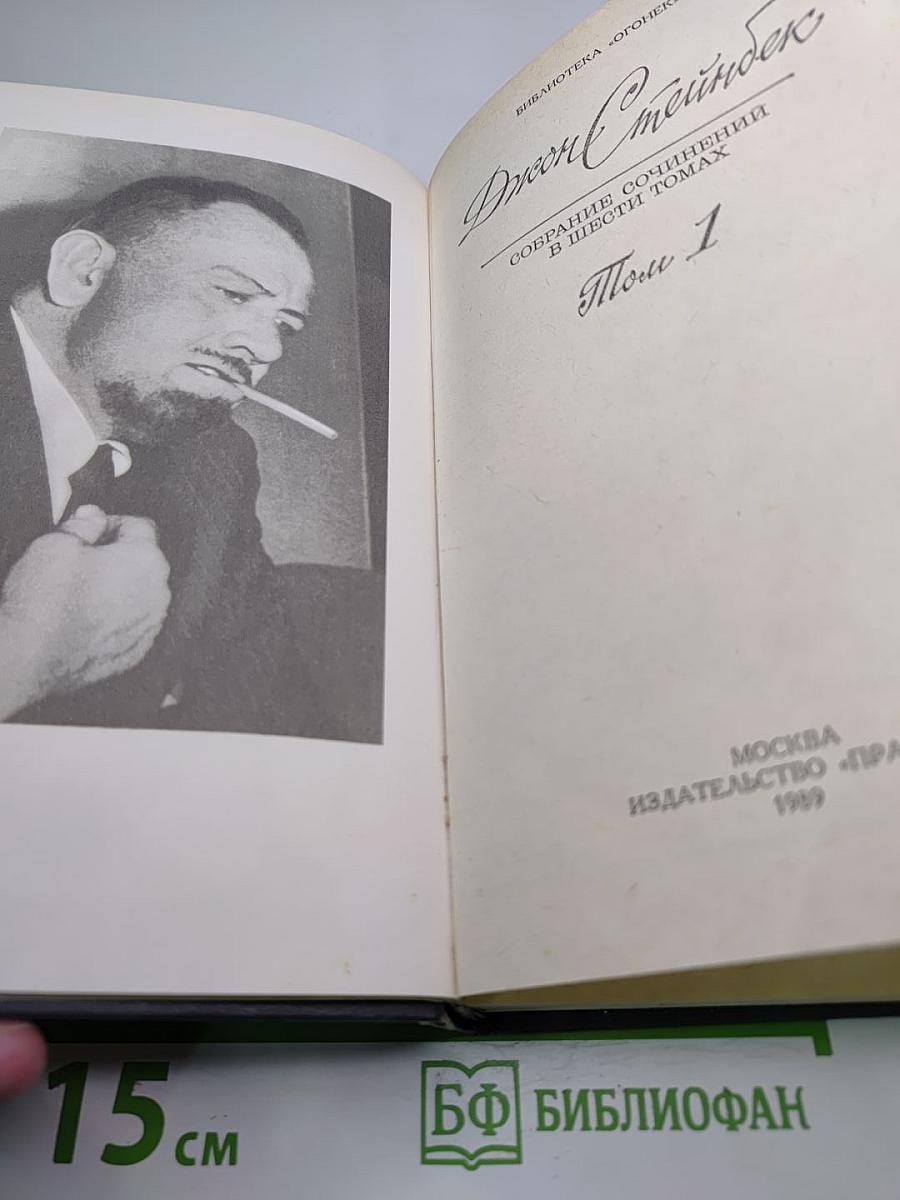 БИБЛИОТЕКА «ОГОНЕК»
Джон Стейнбек
СОБРАНИЕ СОЧИНЕНИЙ
В ШЕСТИ ТОМАХ
Том 1
МОСКВА
ИЗДАТЕЛЬСТВО «ПРА
1989
15 см
БФ БИБЛИОФАН